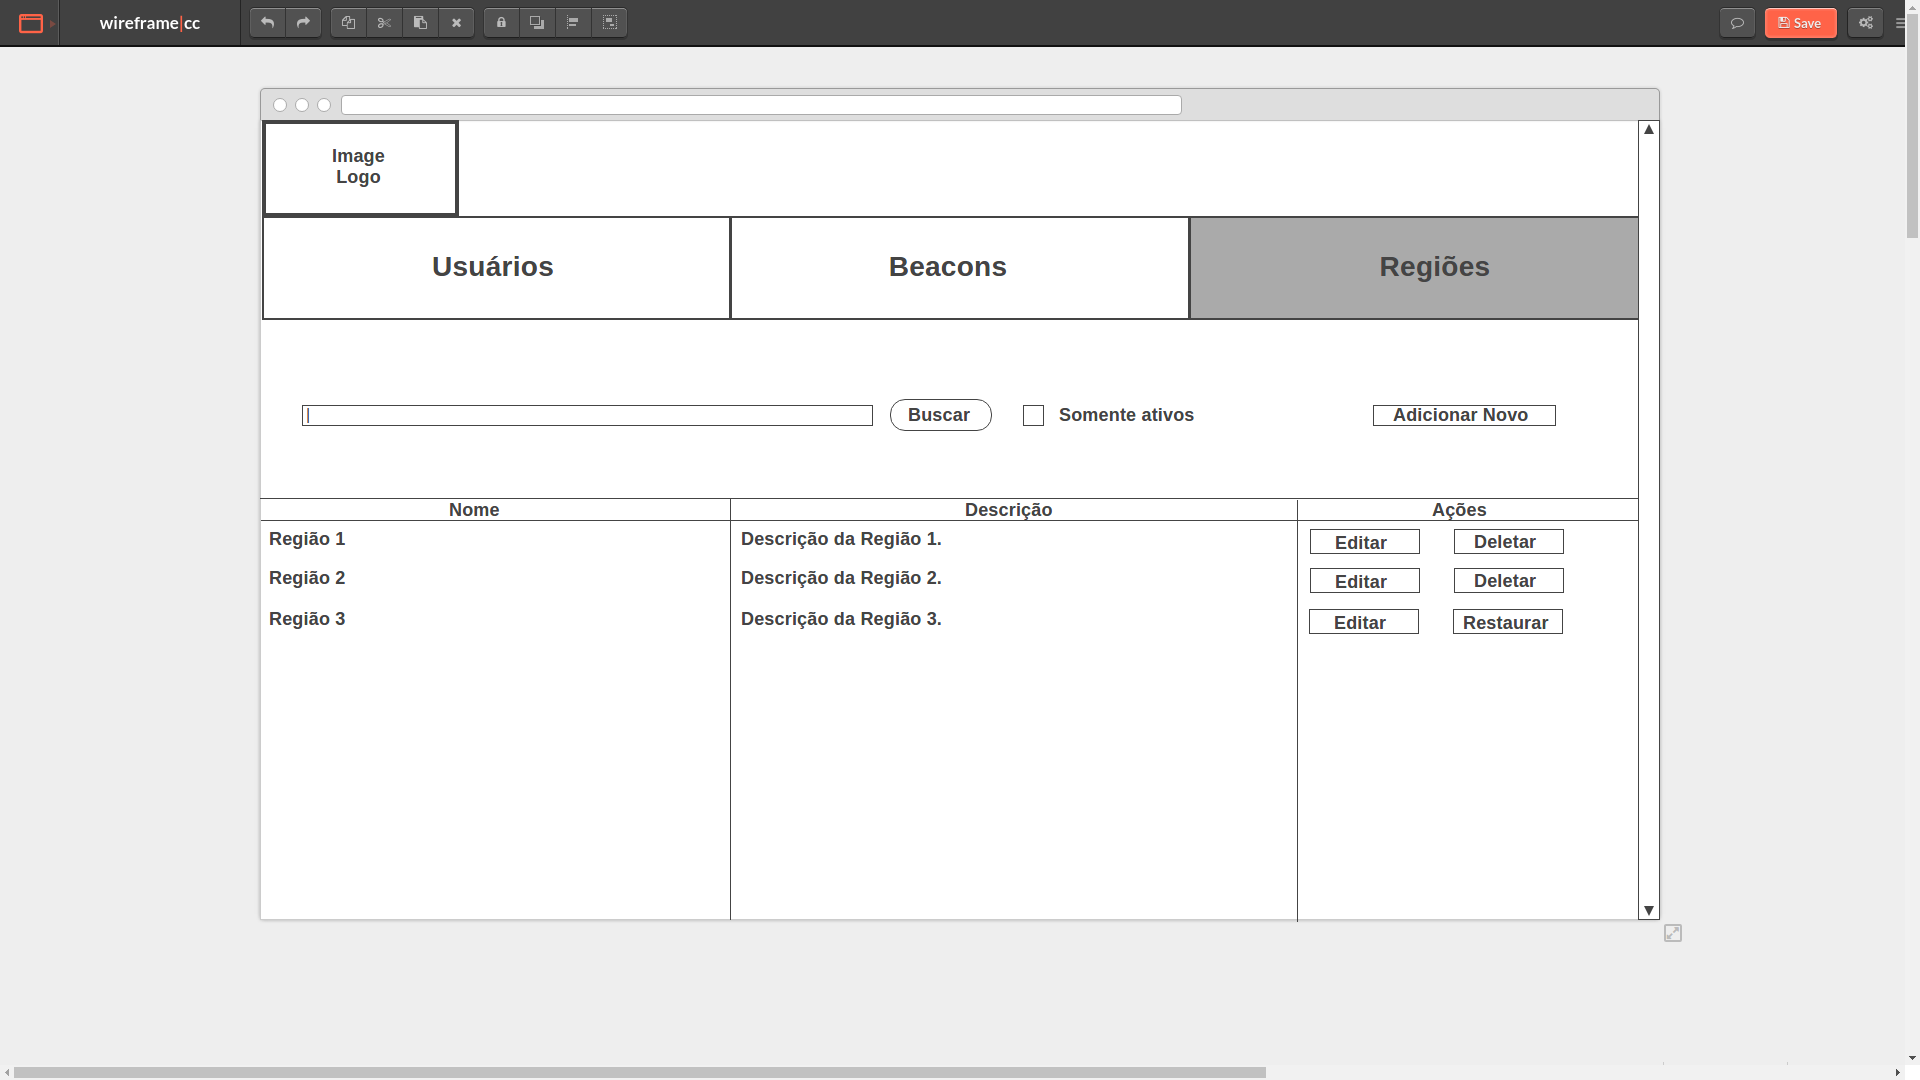 wireframe|cc
Save
Image
Logo
Usuários Beacons Regiões
Buscar Somente ativos Adicionar Novo
Nome Descrição Ações
Região 1 Descrição da Região 1. Editar Deletar
Região 2 Descrição da Região 2. Editar Deletar
Região 3 Descrição da Região 3. Editar Restaurar